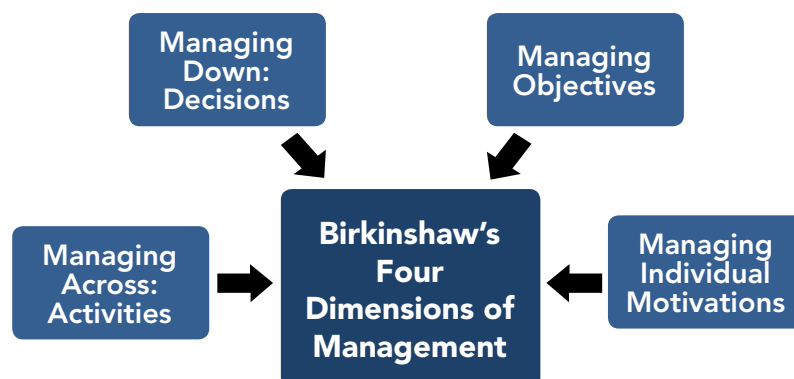 Managing
Down:
Decisions
Managing
Objectives
Managing
Across:
Activities
Birkinshaw’s
Four
Dimensions of
Management
Managing
Individual
Motivations